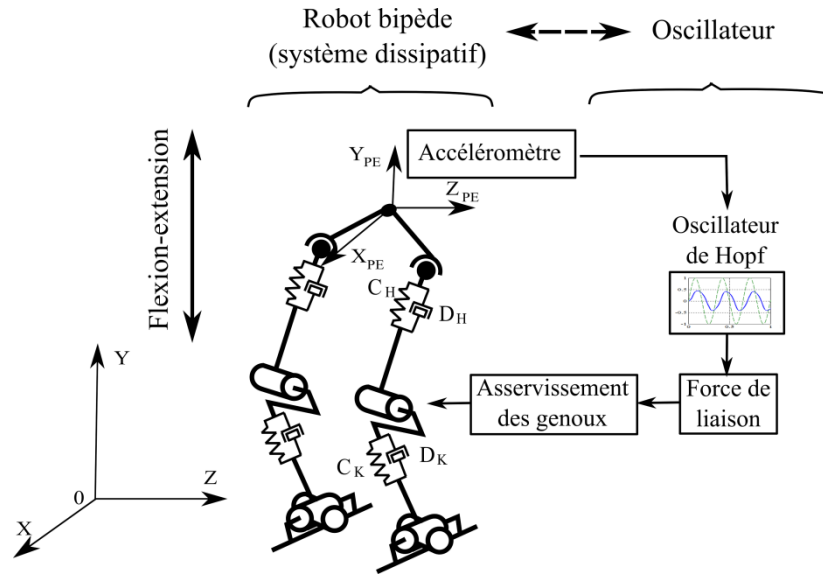 Robot bipède
(système dissipatif)
Oscillateur
Flexion-extension
Y PE
Accéléromètre
Z PE
X PE
Oscillateur
de Hopf
C H
D H
Y
Asservissement
des genoux
Force de
liaison
C K
D K
Z
0
X